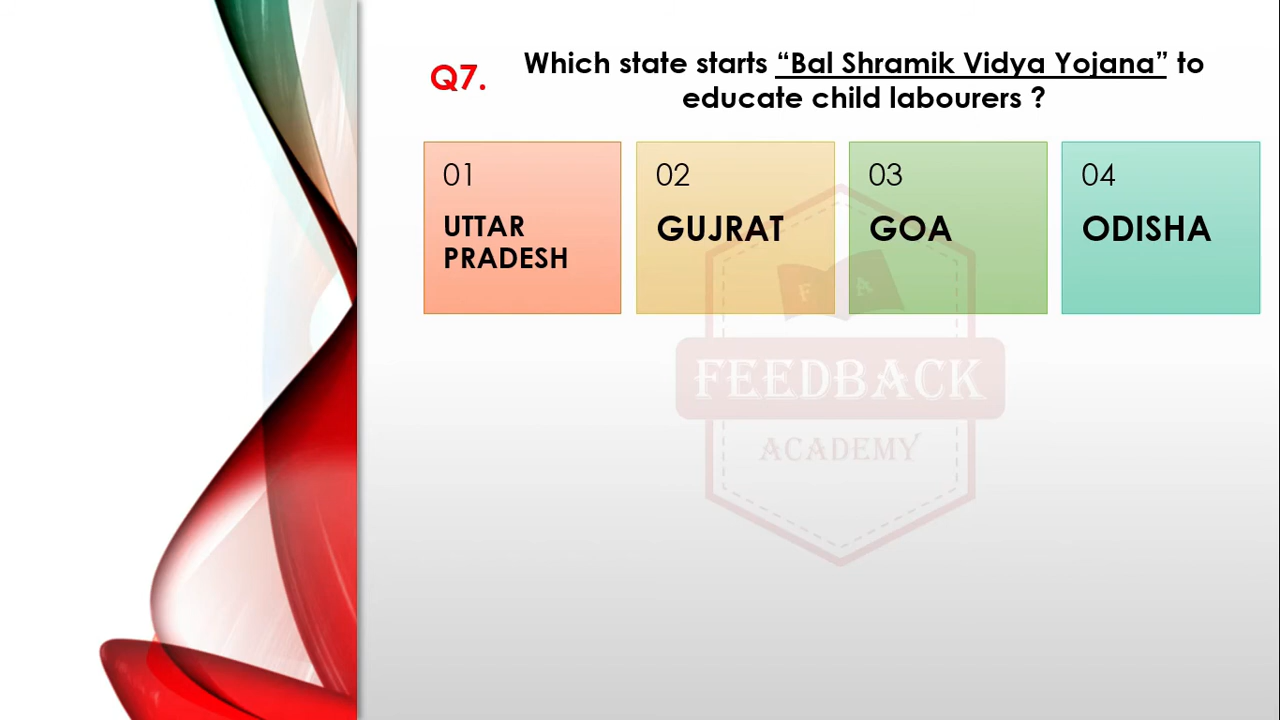 Q7.
Which state starts “Bal Shramik Vidya Yojana” to
educate child labourers ?
01
UTTAR
PRADESH
02
GUJRAT
03
GOA
04
ODISHA
F A
FEEDBACK
ACADEMY